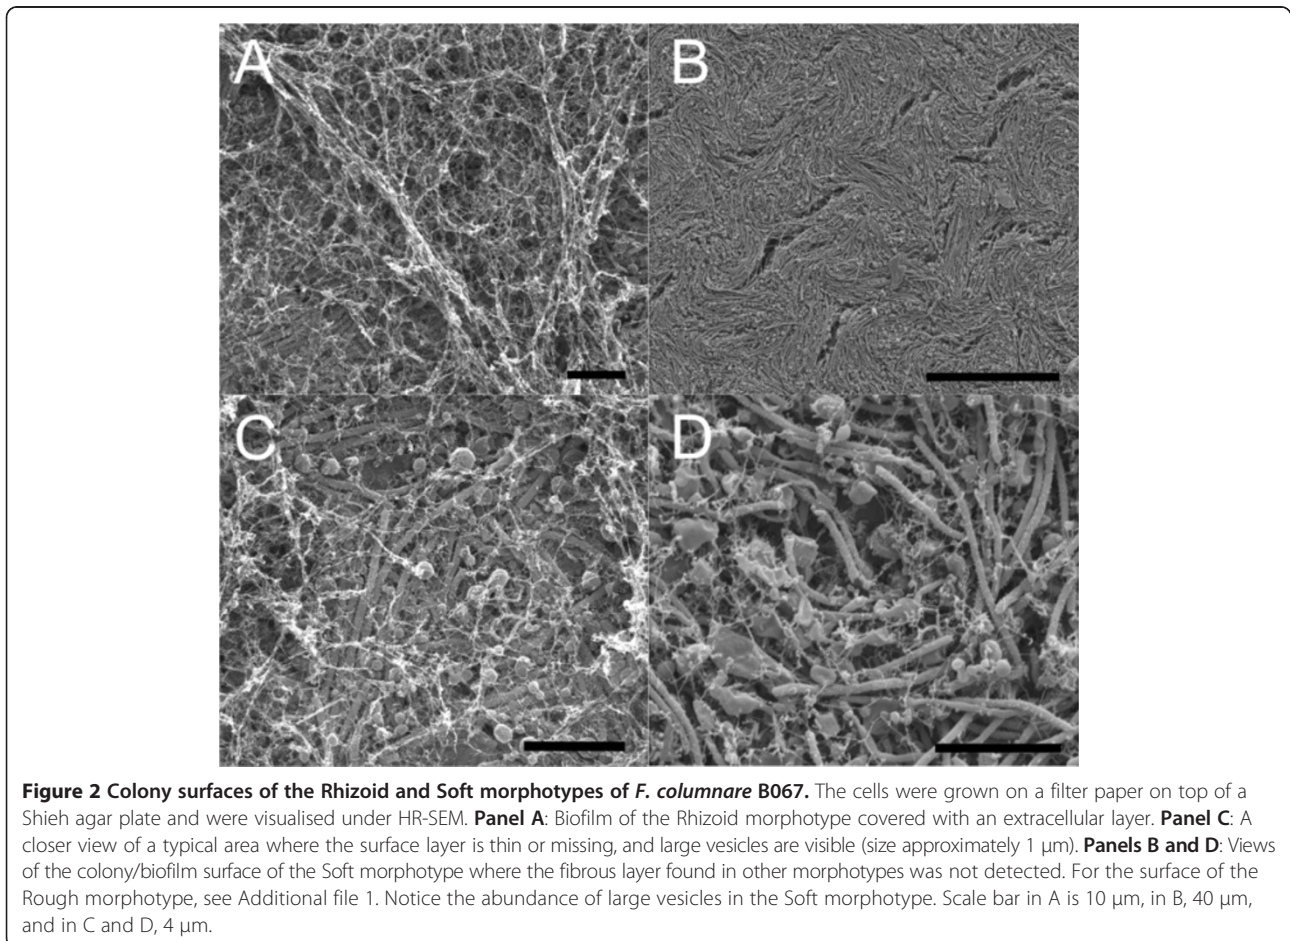 A
B
C
D
Figure 2 Colony surfaces of the Rhizoid and Soft morphotypes of F. columnare B067. The cells were grown on a filter paper on top of a
Shieh agar plate and were visualised under HR-SEM. Panel A: Biofilm of the Rhizoid morphotype covered with an extracellular layer. Panel C: A
closer view of a typical area where the surface layer is thin or missing, and large vesicles are visible (size approximately 1 μm). Panels B and D: Views
of the colony/biofilm surface of the Soft morphotype where the fibrous layer found in other morphotypes was not detected. For the surface of the
Rough morphotype, see Additional file 1. Notice the abundance of large vesicles in the Soft morphotype. Scale bar in A is 10 μm, in B, 40 μm,
and in C and D, 4 μm.